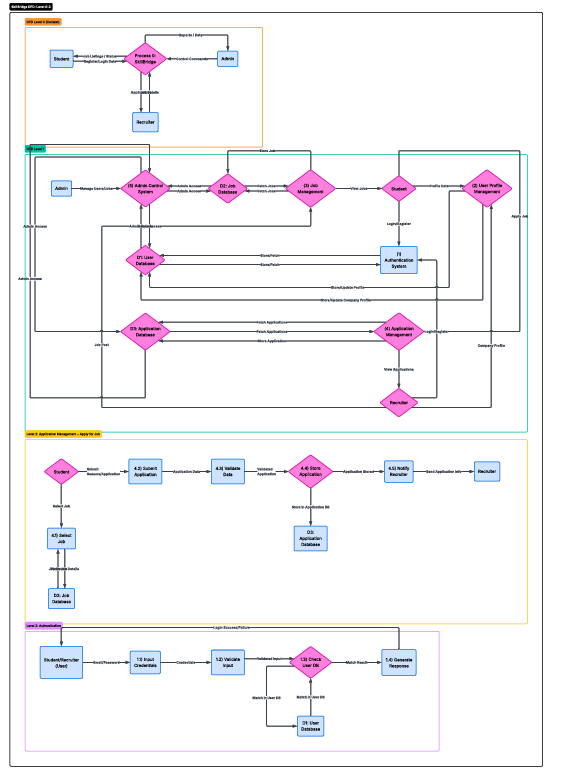 SkillBridge DFD: Level 0-2
DFD Level 0 (Context)
Reports / Data
Student
Job Listings / Status
Register/Login Data
Process 0:
SkillBridge
Control Commands
Admin
Recruiter
DFD Level 1
Store Job
Admin
Manage Users/Jobs
(5) Admin Control
System
Admin Access
Admin Access
D2: Job
Database
Fetch Jobs
Fetch Jobs
(3) Job
Management
View Jobs
Student
Profile Data
(2) User Profile
Management
Apply Job
Login/Register
Admin Access
D1: User
Database
Store/Fetch
Store/Fetch
(1)
Authentication
System
Admin Access
Store/Update Profile
Store/Update Company Profile
D3: Application
Database
Fetch Applications
Fetch Applications
Store Application
(4) Application
Management
Login/Register
Job Post
Company Profile
View Applications
Recruiter
Level 2: Application Management - Apply for Job
Student
Submit
Resume/Application
4.2) Submit
Application
Application Data
4.3) Validate
Data
Validated
Application
4.4) Store
Application
Application Stored
4.5) Notify
Recruiter
Send Application Info
Recruiter
Select Job
Store in Application DB
4.1) Select
Job
D3:
Application
Database
D2: Job
Database
Level 2: Authentication
Login Success/Failure
Student/Recruiter
(User)
Email/Password
1.1) Input
Credentials
Credentials
1.2) Validate
Input
Validated Input
1.3) Check
User DB
Match Result
1.4) Generate
Response
Match in User DB
Match in User DB
D1: User
Database